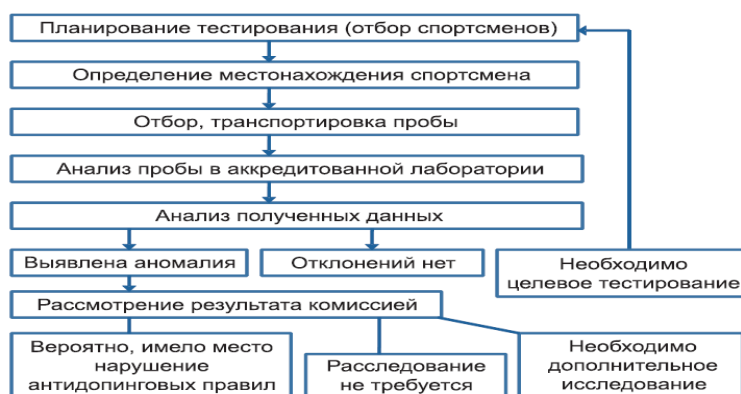 Планирование тестирования (отбор спортсменов)
Определение местонахождения спортсмена
Отбор, транспортировка пробы
Анализ пробы в аккредитованной лаборатории
Анализ полученных данных
Выявлена аномалия
Отклонений нет
Необходимо
целевое тестирование
Рассмотрение результата комиссией
Вероятно, имело место
нарушение
антидопинговых правил
Расследование
не требуется
Необходимо
дополнительное
исследование